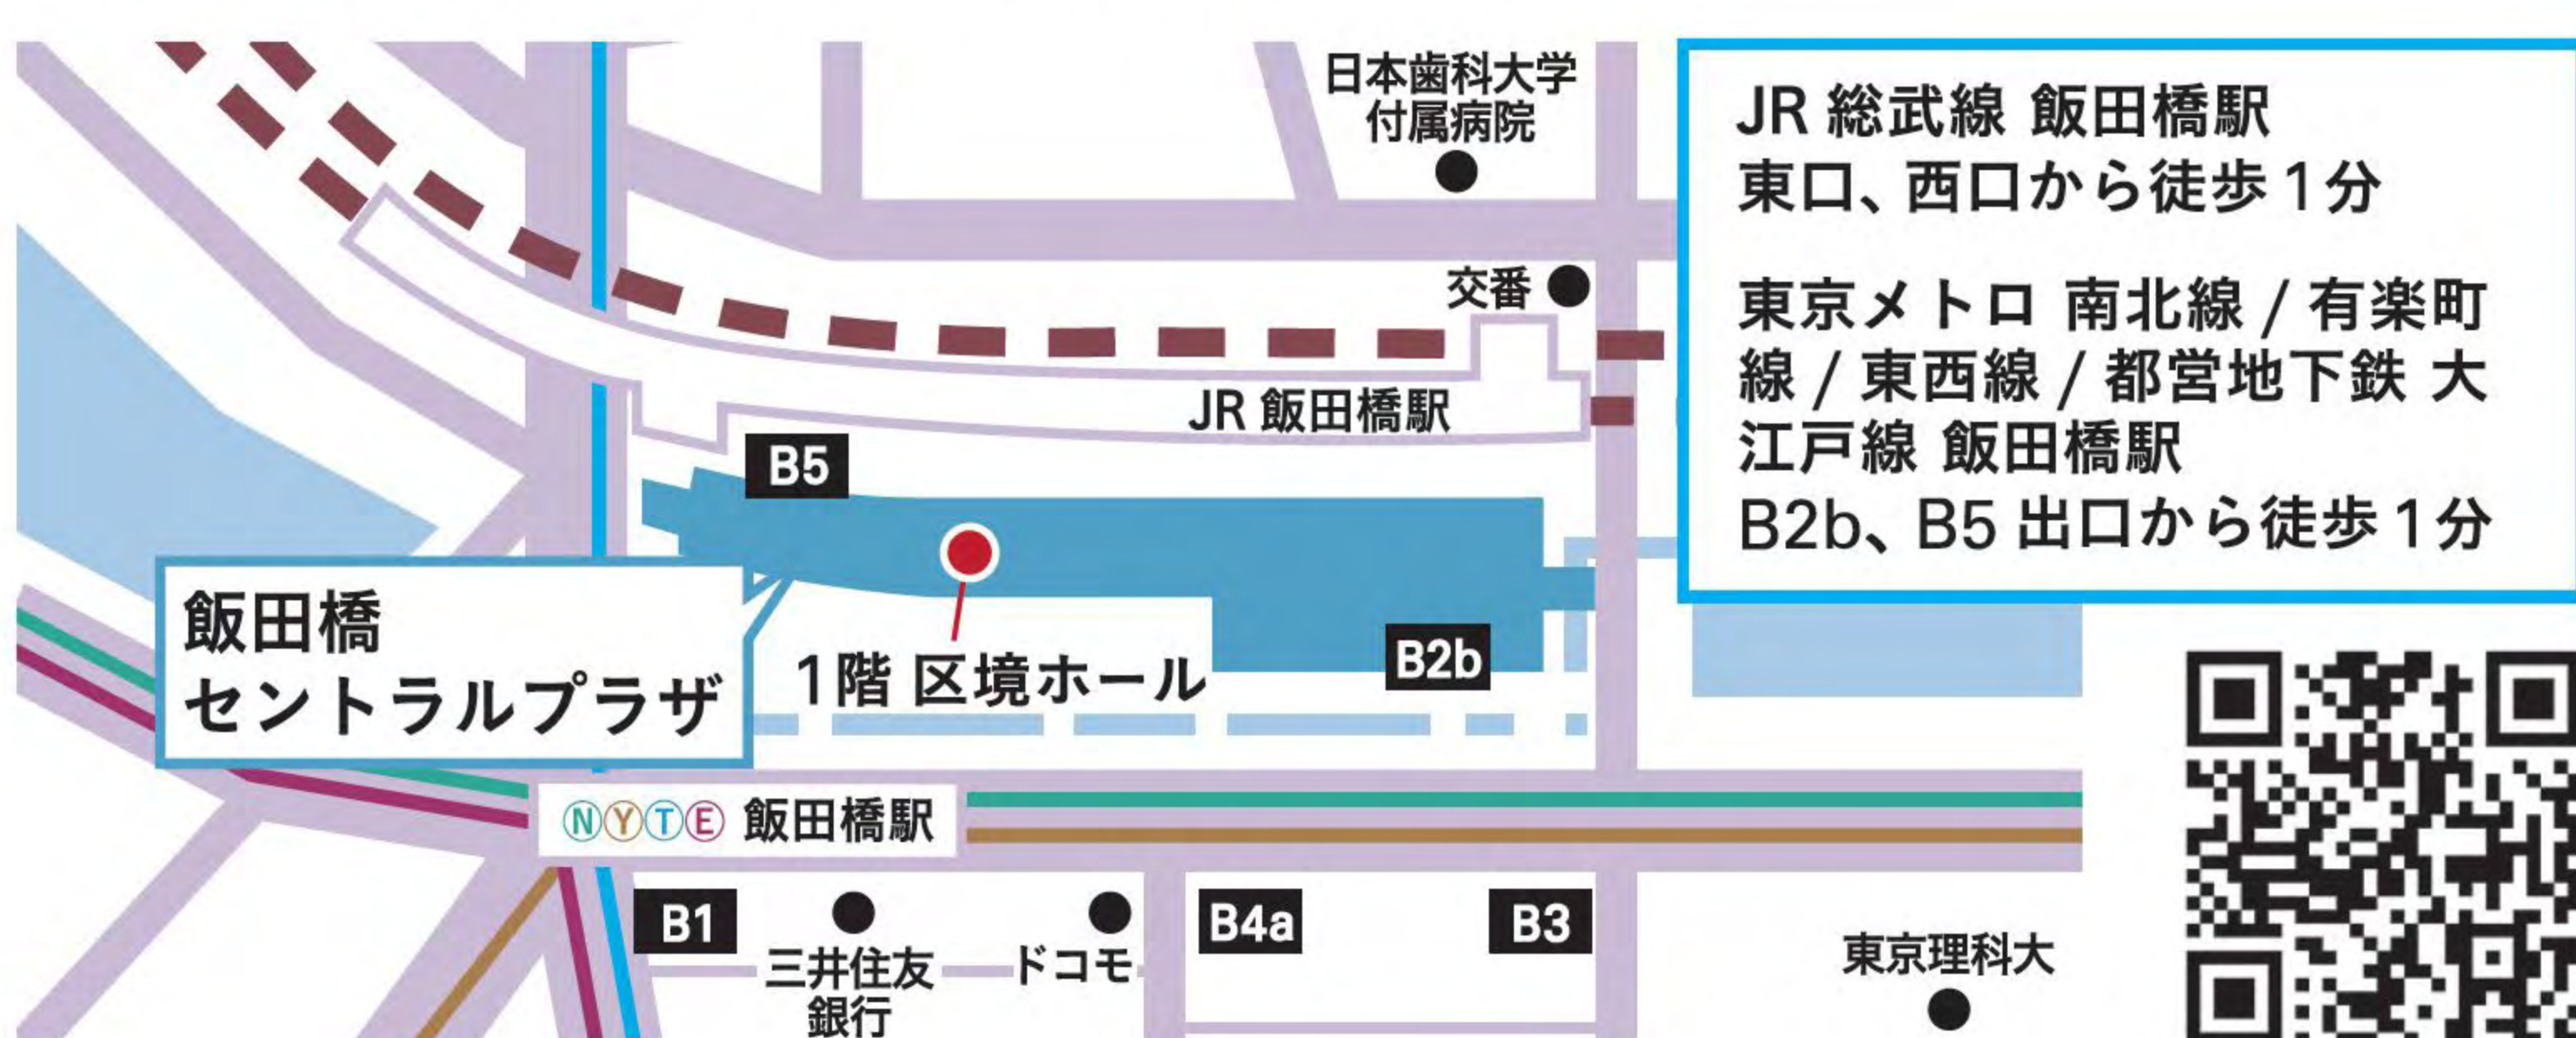 日本歯科大学
付属病院
交番
JR 飯田橋駅
B5
飯田橋
セントラルプラザ
1階 区境ホール
B2b
ⓃⓎⓉⒺ 飯田橋駅
B1
三井住友
銀行
ドコモ
B4a
B3
東京理科大
JR 総武線 飯田橋駅
東口、西口から徒歩1分
東京メトロ 南北線 / 有楽町
線 / 東西線 / 都営地下鉄 大
江戸線 飯田橋駅
B2b、B5 出口から徒歩1分